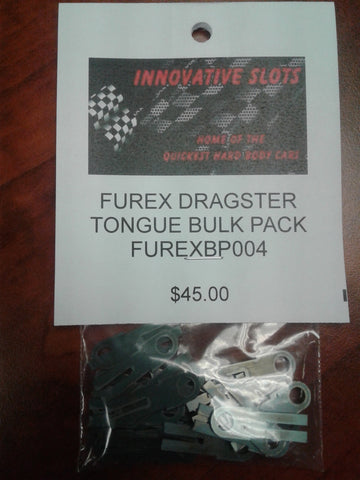 INNOVATIVE SLOTS
HOME OF THE
QUICKEST HARD BODY CARS
FUREX DRAGSTER
TONGUE BULK PACK
FUREXBP004
$45.00